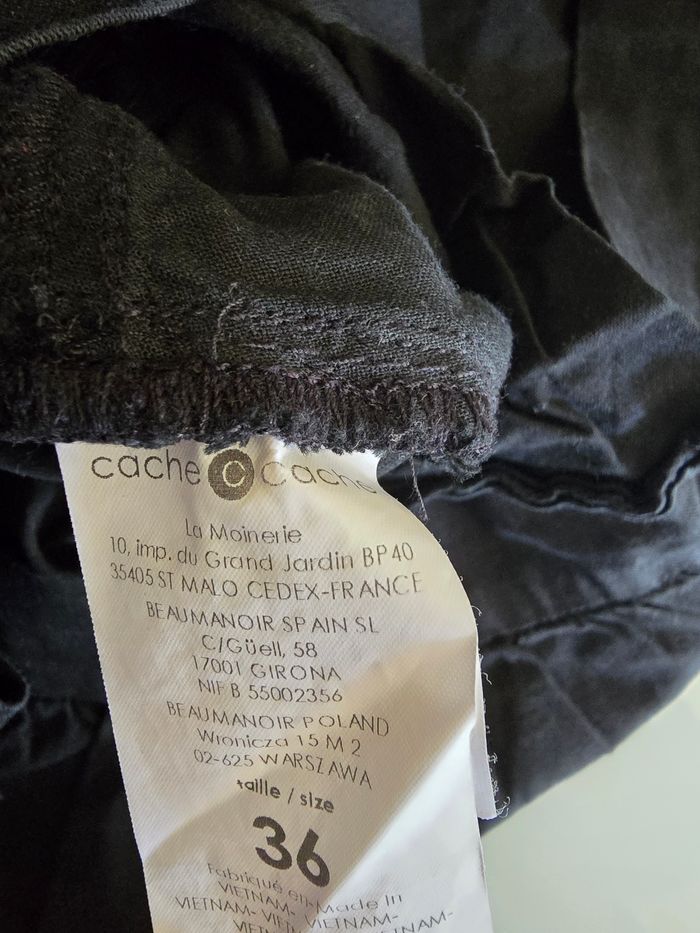 cache c cache
La Moinerie
10, imp. du Grand Jardin BP40
35405 ST MALO CEDEX-FRANCE
BEAUMANOIR SPAIN SL
C/Güell, 58
17001 GIRONA
NIF B 55002356
BEAUMANOIR POLAND
Wronicza 15 M 2
02-625 WARSZAWA
taille / size
36
Fabriqué en-Made In
VIETNAM-
VIETNAM- VIETNAM-